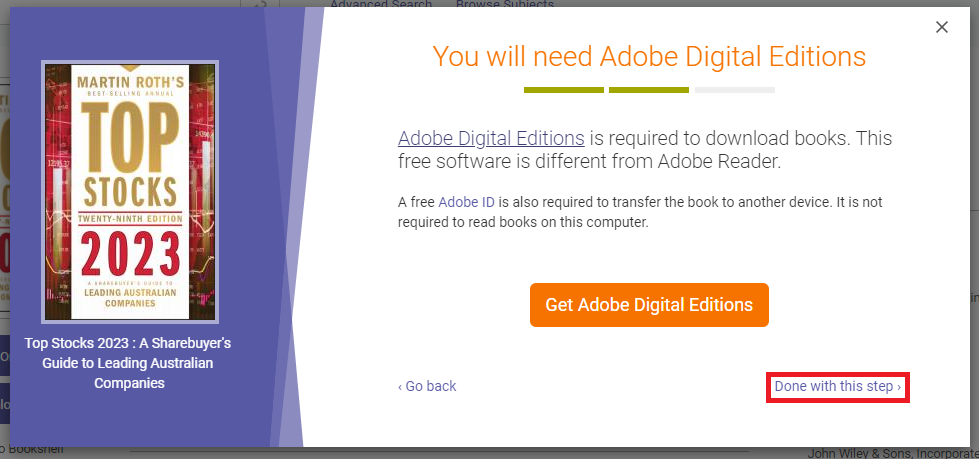 Advanced Search Browse Subjects
You will need Adobe Digital Editions
Adobe Digital Editions is required to download books. This
free software is different from Adobe Reader.
A free Adobe ID is also required to transfer the book to another device. It is not
required to read books on this computer.
Get Adobe Digital Editions
‹ Go back
Done with this step ›
MARTIN ROTH'S
BEST-SELLING ANNUAL
TOP
STOCKS
TWENTY-NINTH EDITION
2023
A SHAREBUYER'S GUIDE TO
LEADING AUSTRALIAN
COMPANIES
Top Stocks 2023 : A Sharebuyer's
Guide to Leading Australian
Companies
Bookshelf
John Wiley & Sons, Incorporate